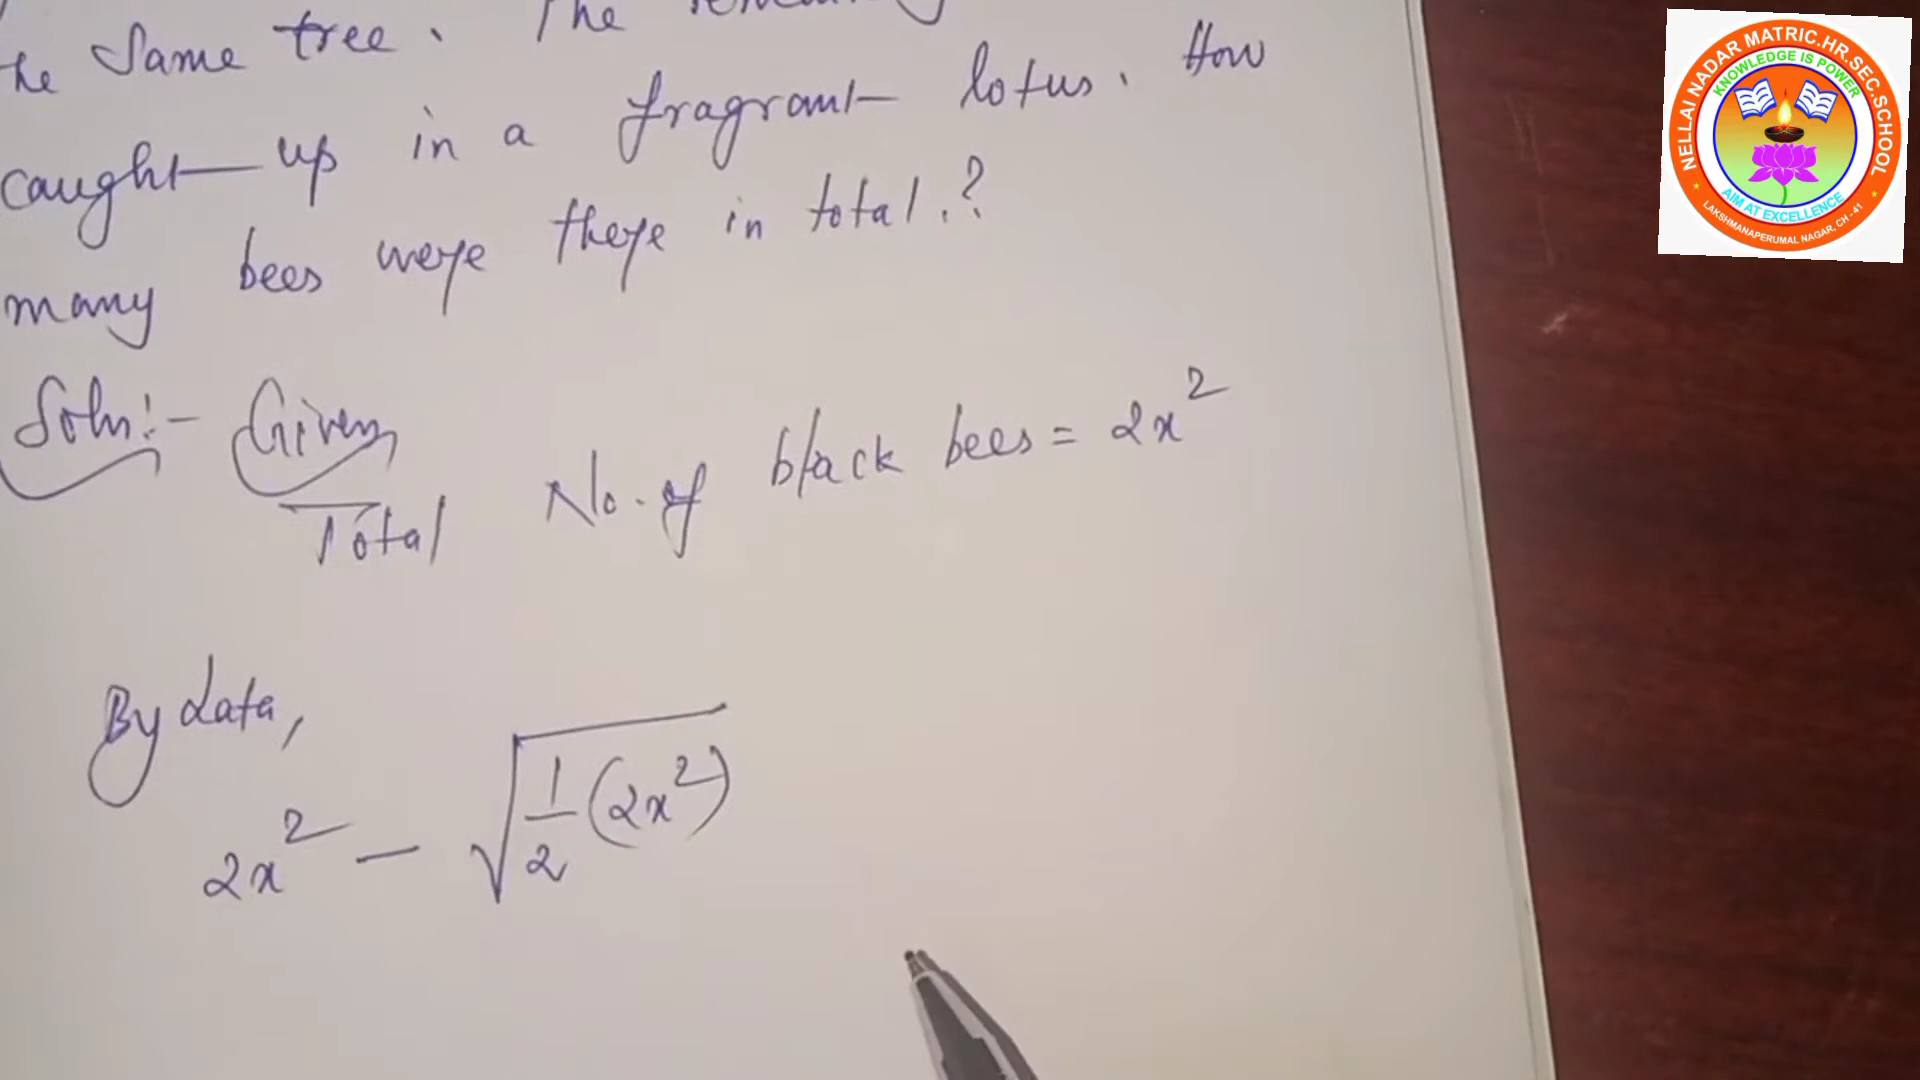 he Same tree. The
caught up in a fragrant lotus. How
many bees were there in total.?
Soln:- Given
Total No. of black bees = 2x²
By data,
2x² - √(1/2 (2x²))
NELLAI NADAR MATRIC.HR.SEC.SCHOOL
KNOWLEDGE IS POWER
AIM AT EXCELLENCE
LAKSHMANAPERUMAL NAGAR, CH - 41